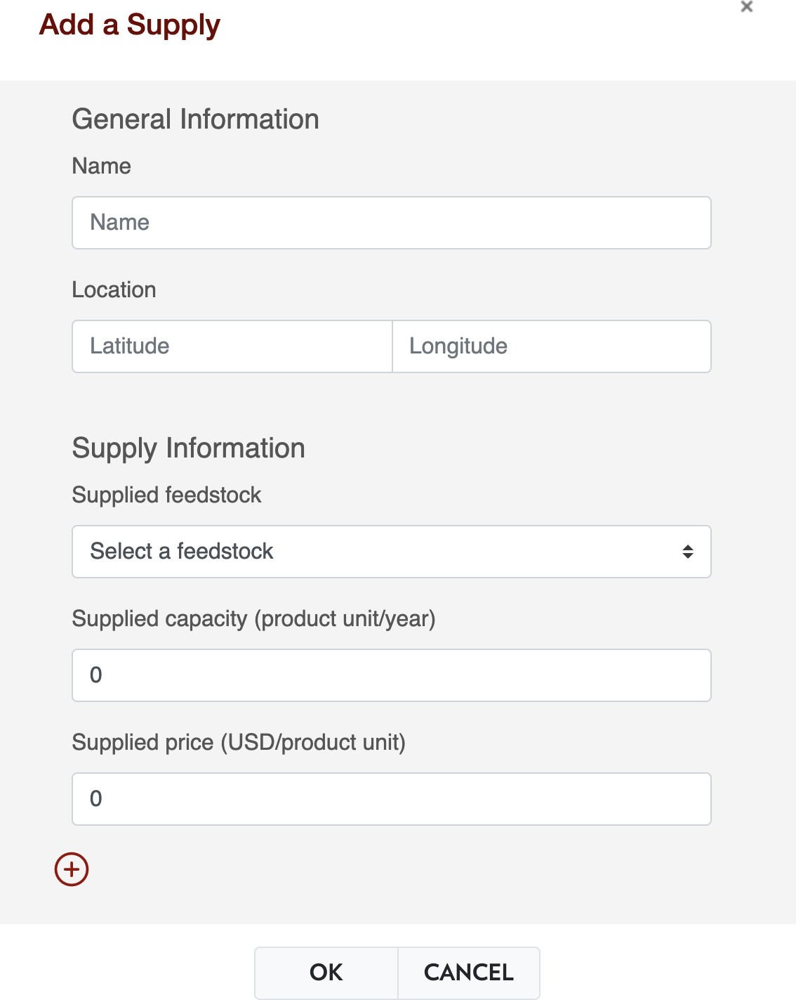 Add a Supply
General Information
Name
Name
Location
Latitude Longitude
Supply Information
Supplied feedstock
Select a feedstock
Supplied capacity (product unit/year)
0
Supplied price (USD/product unit)
0
OK CANCEL